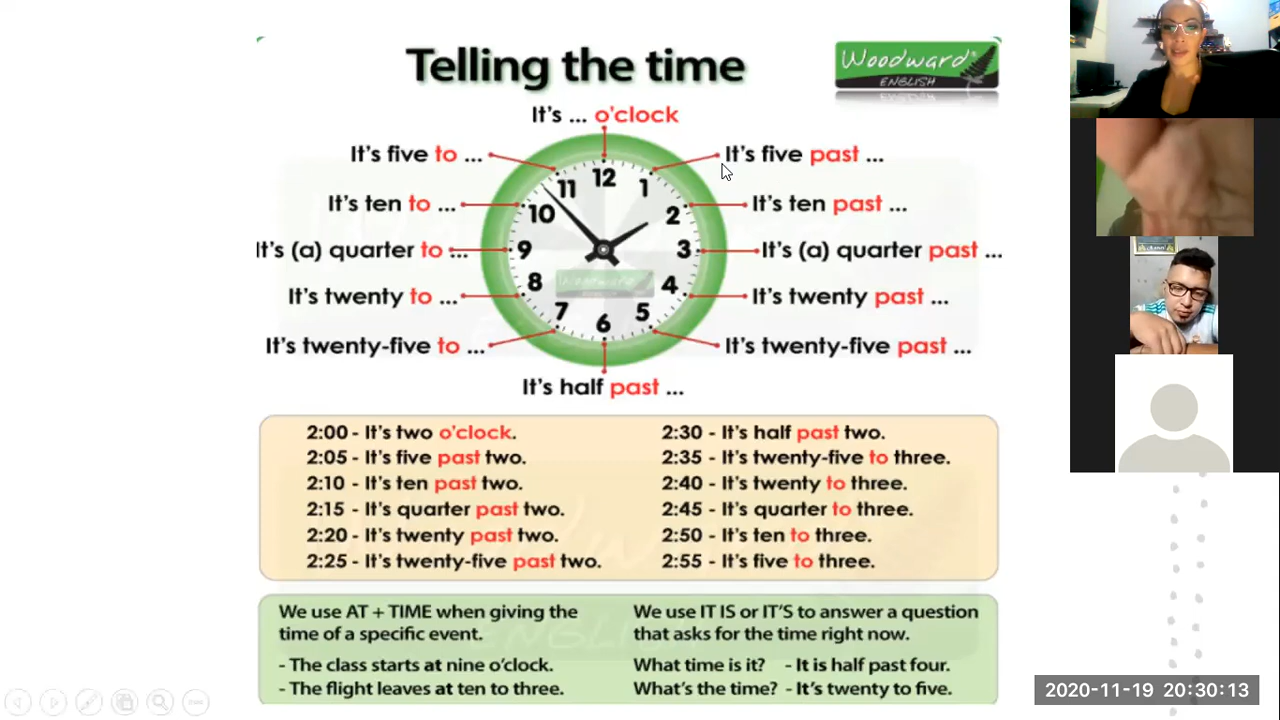 Telling the time
Woodward®
ENGLISH
It's ... o'clock
It's five to ...
It's five past ...
It's ten to ...
It's ten past ...
It's (a) quarter to ...
It's (a) quarter past ...
It's twenty to ...
It's twenty past ...
It's twenty-five to ...
It's twenty-five past ...
It's half past ...
12
1
2
3
4
5
6
7
8
9
10
11
2:00 - It's two o'clock.
2:05 - It's five past two.
2:10 - It's ten past two.
2:15 - It's quarter past two.
2:20 - It's twenty past two.
2:25 - It's twenty-five past two.
2:30 - It's half past two.
2:35 - It's twenty-five to three.
2:40 - It's twenty to three.
2:45 - It's quarter to three.
2:50 - It's ten to three.
2:55 - It's five to three.
We use AT + TIME when giving the
time of a specific event.
- The class starts at nine o'clock.
- The flight leaves at ten to three.
We use IT IS or IT'S to answer a question
that asks for the time right now.
What time is it? - It is half past four.
What's the time? - It's twenty to five.
2020-11-19 20:30:13